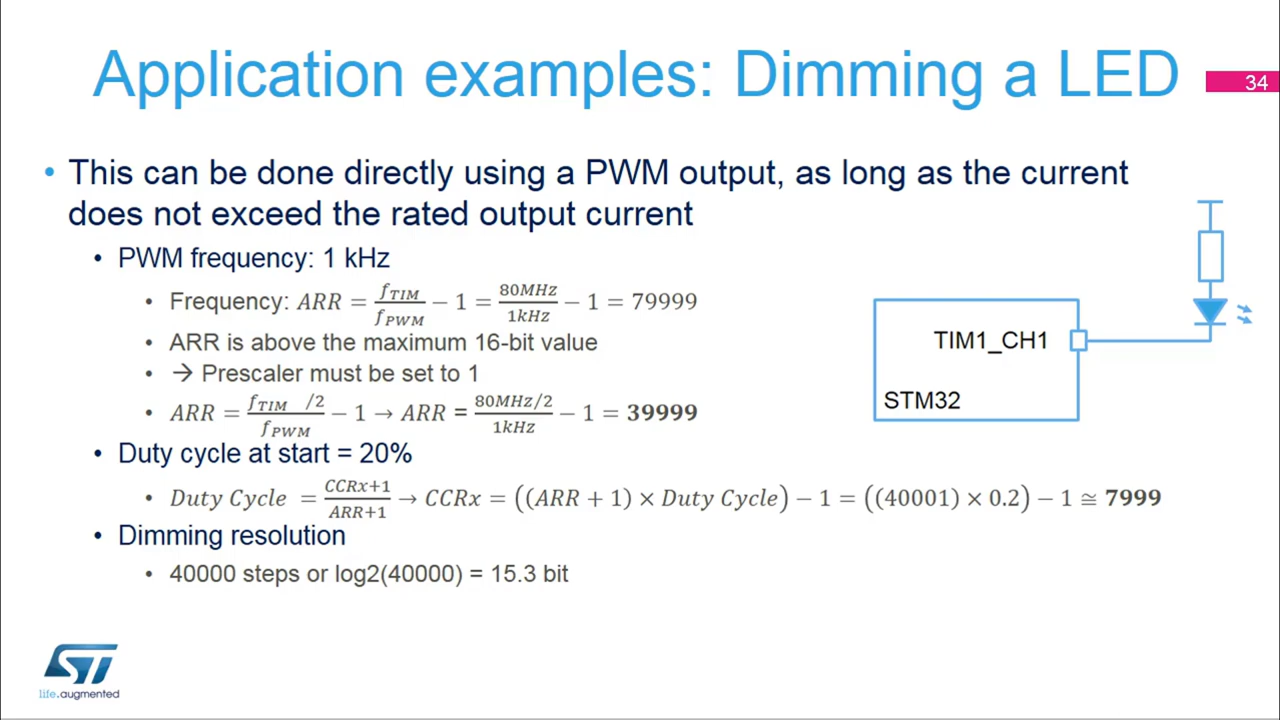 Application examples: Dimming a LED
34
• This can be done directly using a PWM output, as long as the current
does not exceed the rated output current
• PWM frequency: 1 kHz
• Frequency: ARR = f_TIM / f_PWM − 1 = 80MHz / 1kHz − 1 = 79999
• ARR is above the maximum 16-bit value
• → Prescaler must be set to 1
• ARR = f_TIM /2 / f_PWM − 1 → ARR = 80MHz/2 / 1kHz − 1 = 39999
• Duty cycle at start = 20%
• Duty Cycle = CCRx+1 / ARR+1 → CCRx = ((ARR + 1) × Duty Cycle) − 1 = ((40001) × 0.2) − 1 ≅ 7999
• Dimming resolution
• 40000 steps or log2(40000) = 15.3 bit
TIM1_CH1
STM32
ST
life.augmented